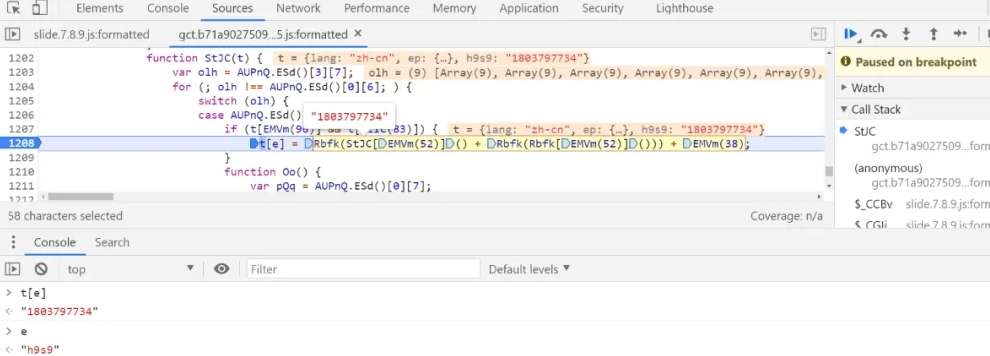 Elements Console Sources Network Performance Memory Application Security Lighthouse
slide.7.8.9.js:formatted gct.b71a9027509...5.js:formatted ×
1202 function StJC(t) { t = {lang: "zh-cn", ep: {…}, h9s9: "1803797734"}
1203 var olh = AUPnQ.ESd()[3][7]; olh = (9) [Array(9), Array(9), Array(9), Array(9), Array(9), Array(9),
1204 for (; olh !== AUPnQ.ESd()[0][6]; ) {
1205 switch (olh) {
1206 case AUPnQ.ESd()
"1803797734"
1207 if (t[EMVm(96)] && t[ (83)]) { t = {lang: "zh-cn", ep: {…}, h9s9: "1803797734"}
1208 t[e] = Rbfk(StJC[EMVm(52)]() + Rbfk(Rbfk[EMVm(52)]())) + EMVm(38);
1209 }
1210 function Oo() {
1211 var pQq = AUPnQ.ESd()[0][7];
1212
58 characters selected Coverage: n/a
Paused on breakpoint
Watch
Call Stack
StJC
gct.b71a9027509...js:form
(anonymous)
gct.b71a9027509...js:form
$_CCBv slide.7.8.9.js:form
$_CGIi slide.7.8.9.js:form
Console Search
top Filter Default levels
> t[e]
"1803797734"
> e
"h9s9"